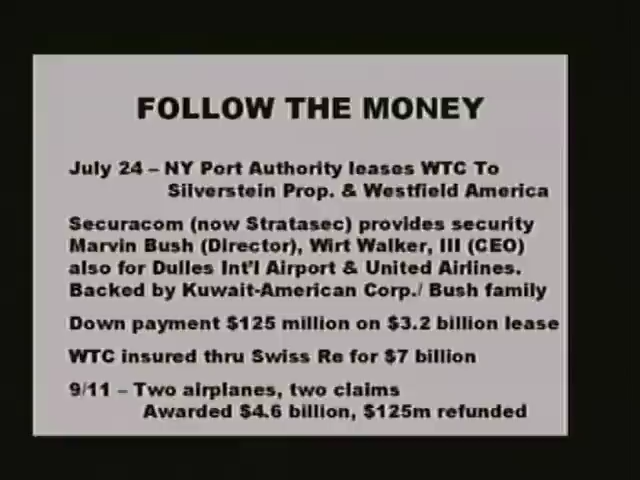 FOLLOW THE MONEY
July 24 – NY Port Authority leases WTC To
Silverstein Prop. & Westfield America
Securacom (now Stratasec) provides security
Marvin Bush (Director), Wirt Walker, III (CEO)
also for Dulles Int'l Airport & United Airlines.
Backed by Kuwait-American Corp./ Bush family
Down payment $125 million on $3.2 billion lease
WTC insured thru Swiss Re for $7 billion
9/11 – Two airplanes, two claims
Awarded $4.6 billion, $125m refunded